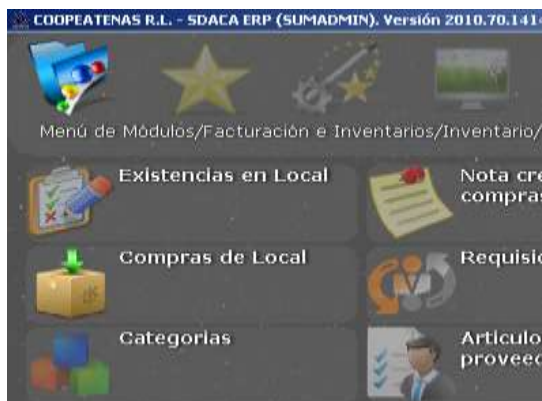 COOPEATENAS R.L. - SDACA ERP (SUMADMIN). Versión 2010.70.141
Menú de Módulos/Facturación e Inventarios/Inventario/
Existencias en Local
Nota cre
compras
Compras de Local
Requisic
Categorias
Articulo
proveed